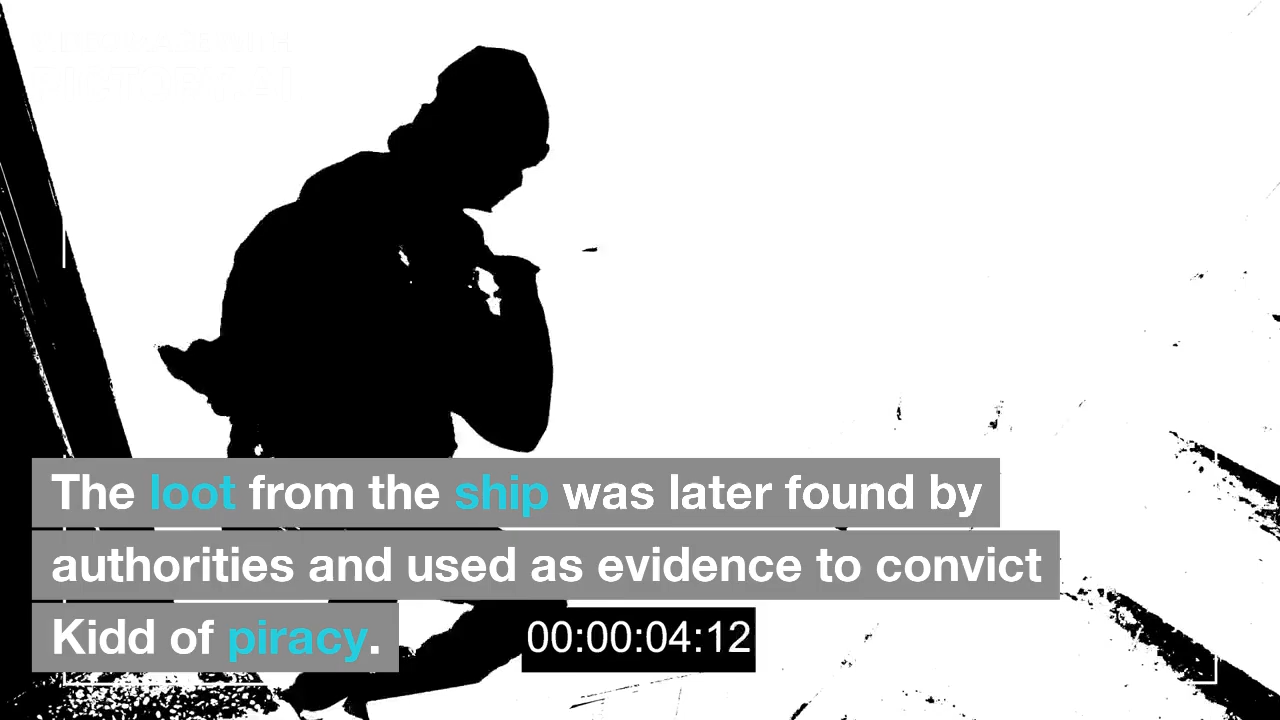 The loot from the ship was later found by
authorities and used as evidence to convict
Kidd of piracy.
00:00:04:12